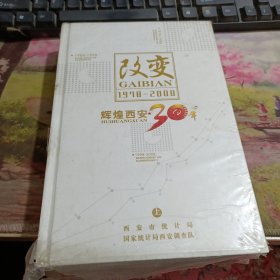 改变
GAIBIAN
1978-2008
辉煌西安30年
HUIHUANGXIAN
上
西安市统计局
国家统计局西安调查队